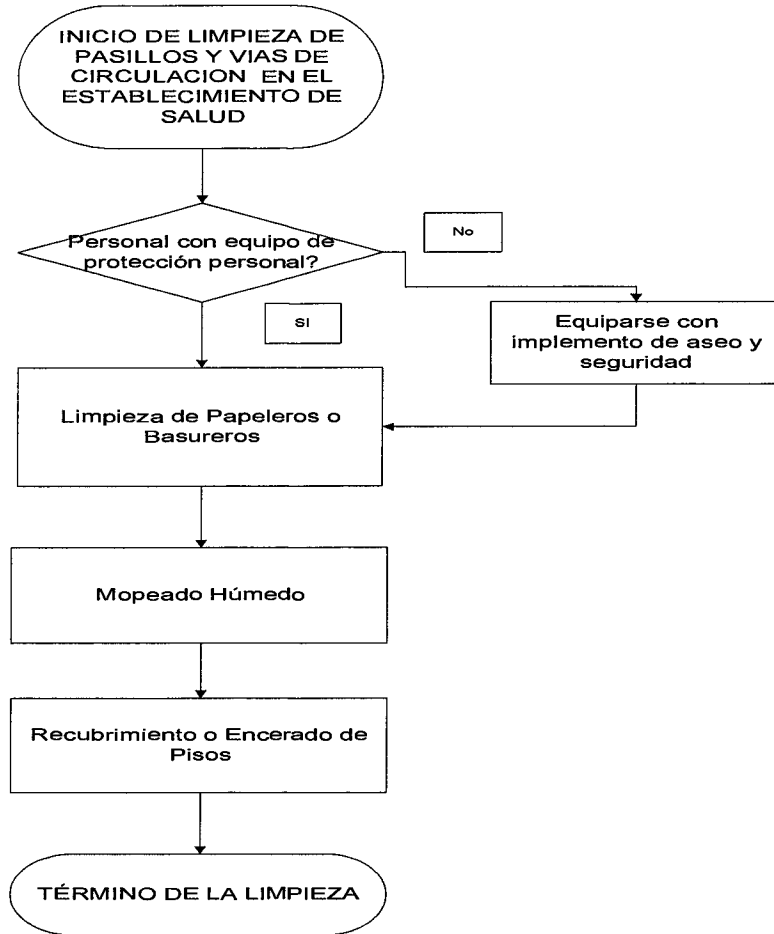 INICIO DE LIMPIEZA DE
PASILLOS Y VIAS DE
CIRCULACION EN EL
ESTABLECIMIENTO DE
SALUD
Personal con equipo de
protección personal?
No
SI
Equiparse con
implemento de aseo y
seguridad
Limpieza de Papeleros o
Basureros
Mopeado Húmedo
Recubrimiento o Encerado de
Pisos
TÉRMINO DE LA LIMPIEZA